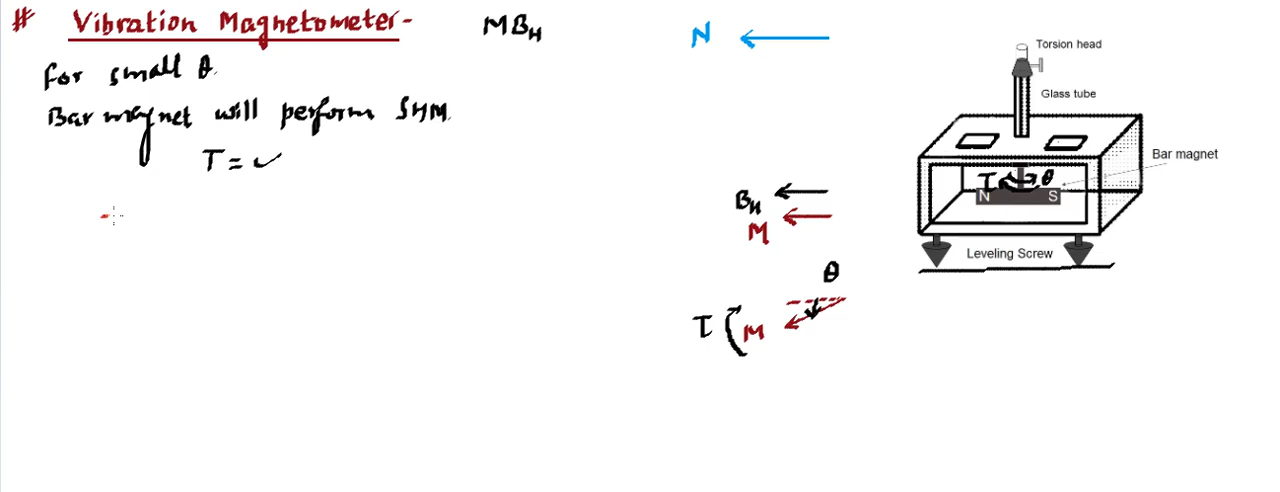 # Vibration Magnetometer- MB_H
for small θ.
Bar magnet will perform SHM.
T = ✓
N
Torsion head
Glass tube
Bar magnet
τ θ
N S
B_H
M
Leveling Screw
θ
τ M